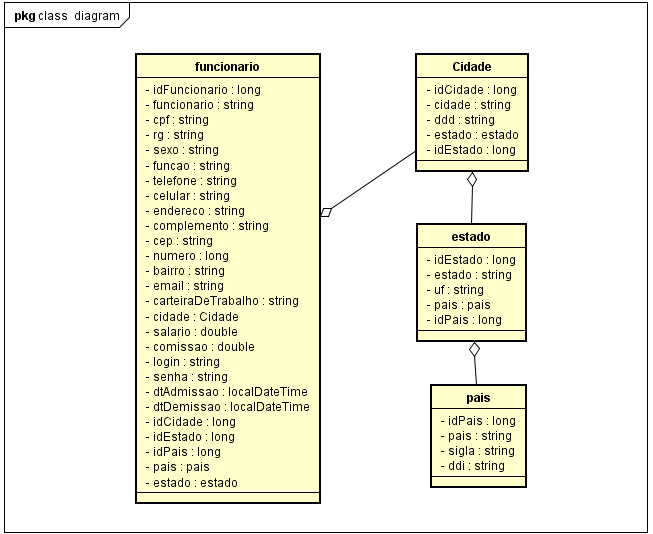 pkg class diagram
funcionario
- idFuncionario : long
- funcionario : string
- cpf : string
- rg : string
- sexo : string
- funcao : string
- telefone : string
- celular : string
- endereco : string
- complemento : string
- cep : string
- numero : long
- bairro : string
- email : string
- carteiraDeTrabalho : string
- cidade : Cidade
- salario : double
- comissao : double
- login : string
- senha : string
- dtAdmissao : localDateTime
- dtDemissao : localDateTime
- idCidade : long
- idEstado : long
- idPais : long
- pais : pais
- estado : estado
Cidade
- idCidade : long
- cidade : string
- ddd : string
- estado : estado
- idEstado : long
estado
- idEstado : long
- estado : string
- uf : string
- pais : pais
- idPais : long
pais
- idPais : long
- pais : string
- sigla : string
- ddi : string